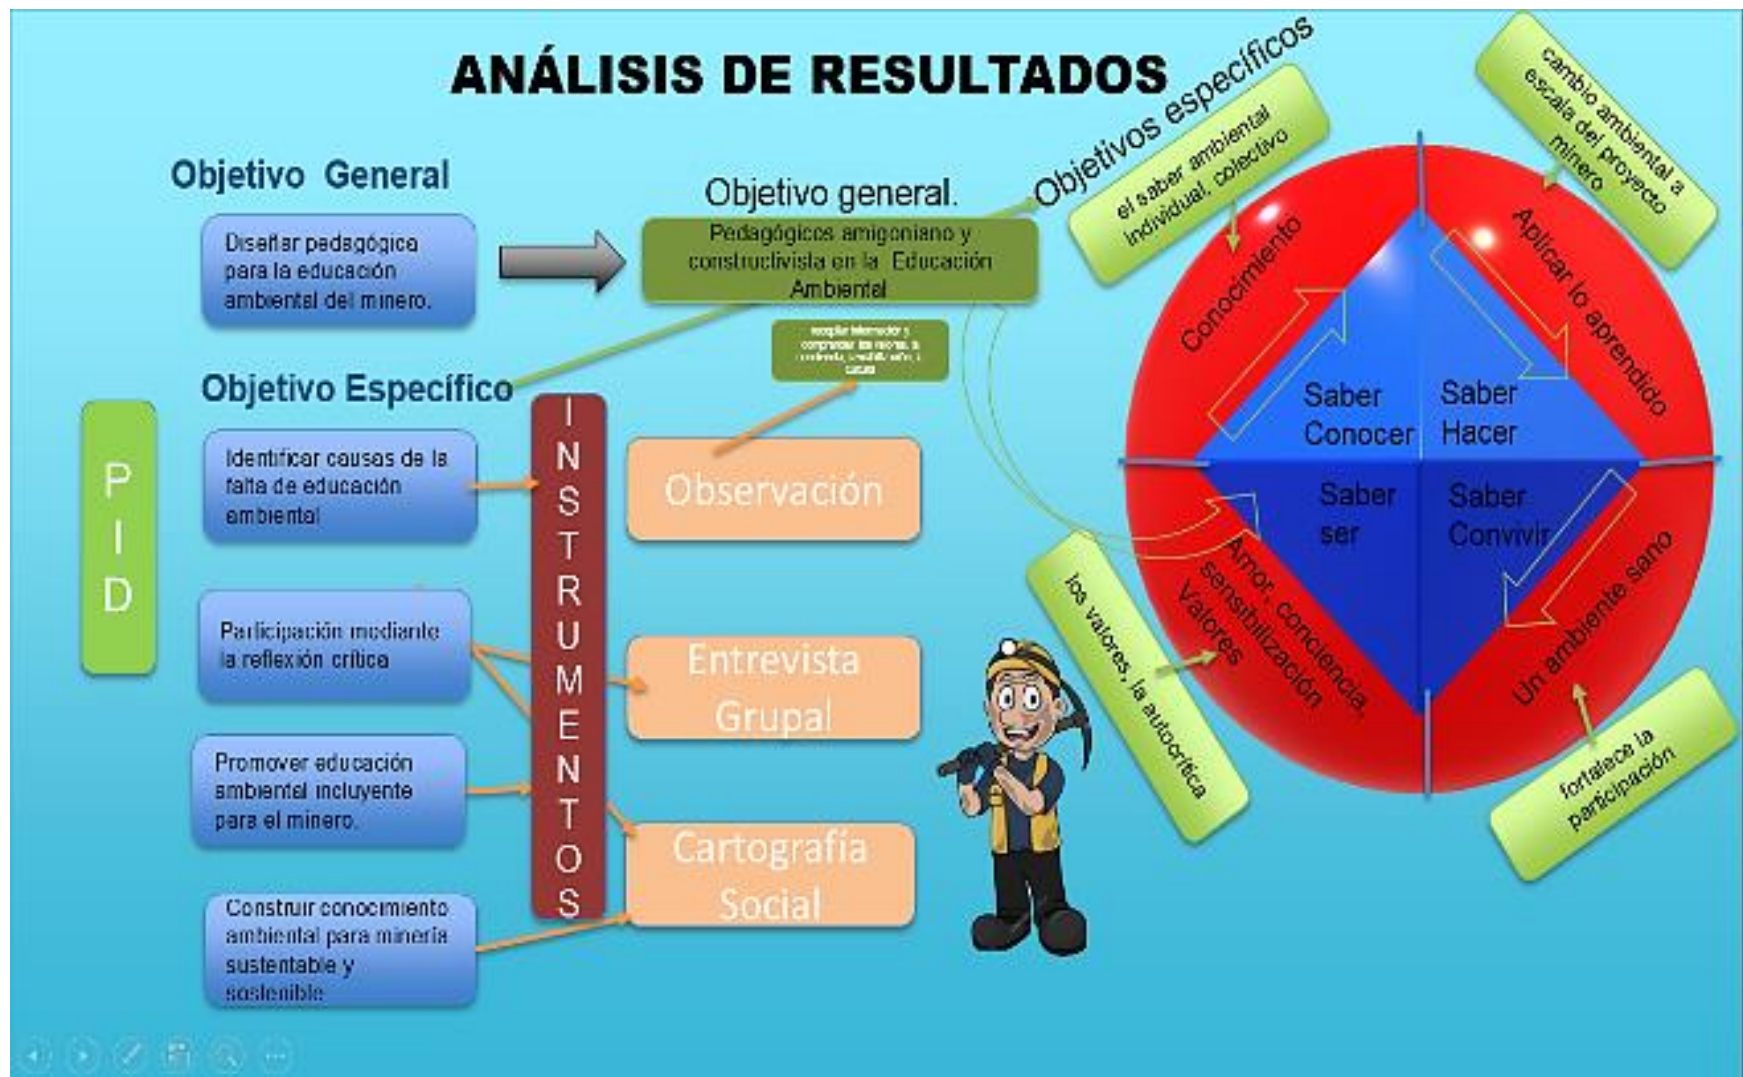 ANÁLISIS DE RESULTADOS
Objetivo General
Diseñar pedagógica
para la educación
ambiental del minero.
Objetivo general.
Pedagógicos amigoniano y
constructivista en la Educación
Ambiental
Objetivos específicos
Objetivo Específico
PID
Identificar causas de la
falta de educación
ambiental
Participación mediante
la reflexión crítica
Promover educación
ambiental incluyente
para el minero.
Construir conocimiento
ambiental para minería
sustentable y
sostenible
INSTRUMENTOS
Observación
Entrevista
Grupal
Cartografía
Social
el saber ambiental
individual, colectivo
cambio ambiental a
escala del proyecto
minero
Conocimiento
Aplicar lo aprendido
Saber
Conocer
Saber
Hacer
Saber
ser
Saber
Convivir
Amor, conciencia,
sensibilización
Valores
Un ambiente sano
los valores, la autocrítica
fortalece la
participación